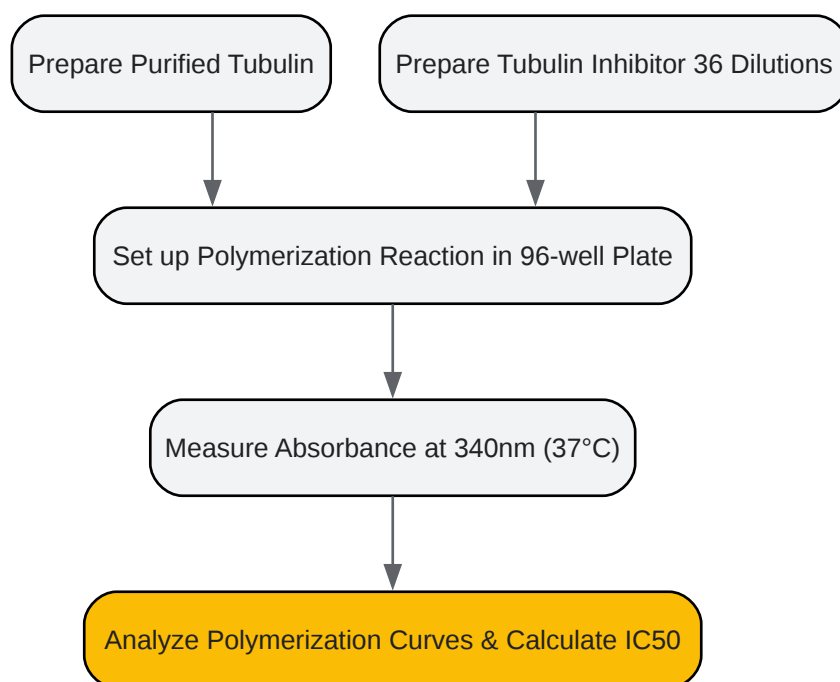 Prepare Purified Tubulin
Prepare Tubulin Inhibitor 36 Dilutions
Set up Polymerization Reaction in 96-well Plate
Measure Absorbance at 340nm (37°C)
Analyze Polymerization Curves & Calculate IC50